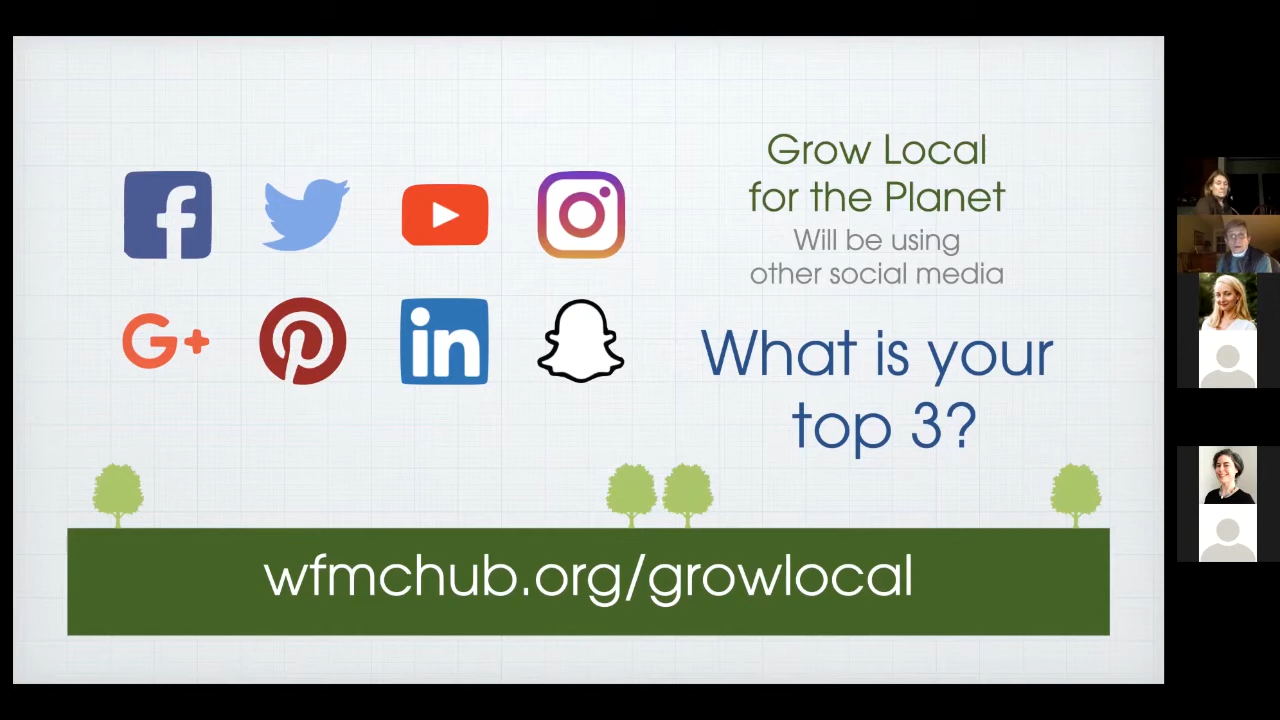 Grow Local
for the Planet
Will be using
other social media
What is your
top 3?
G+
in
wfmchub.org/growlocal